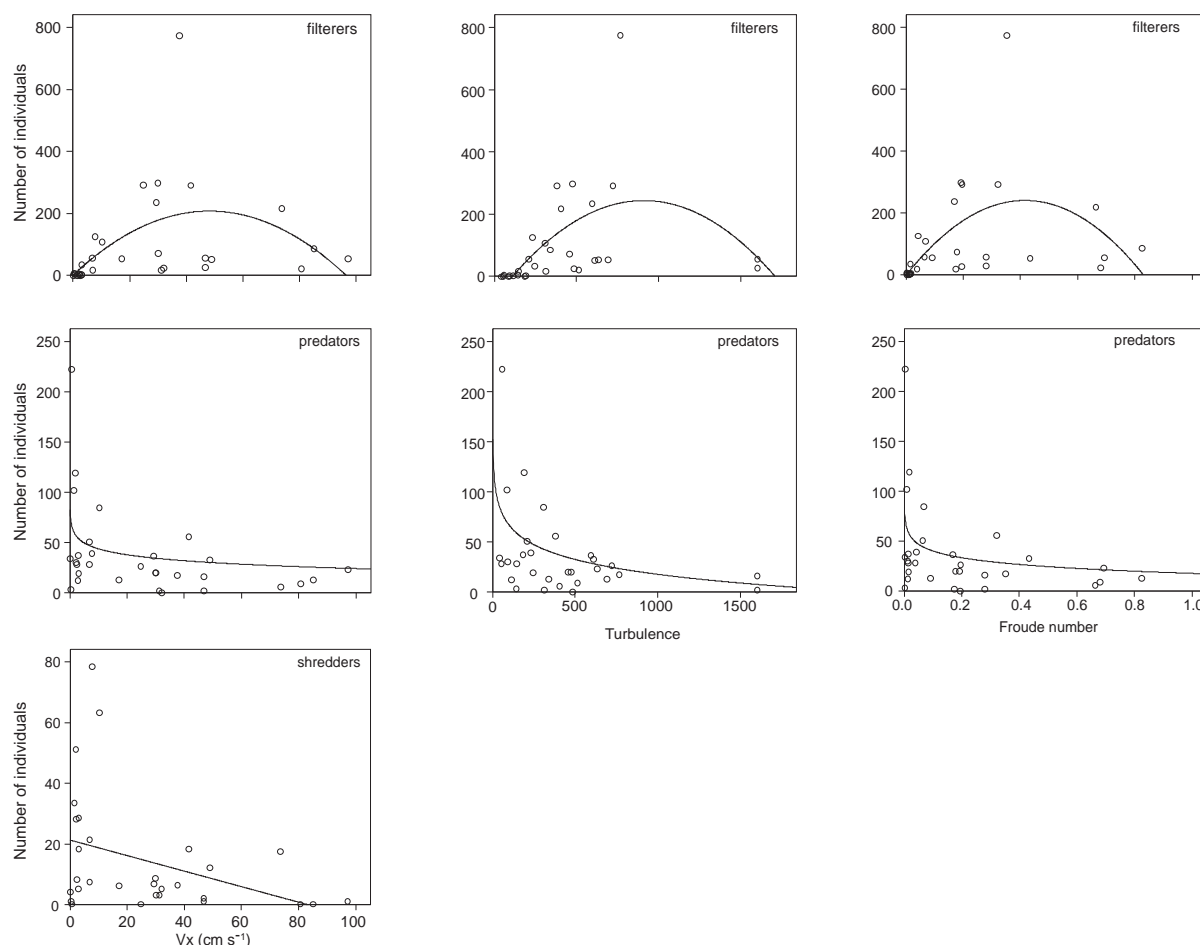 800
600
400
200
0
Number of individuals
filterers
800
600
400
200
0
filterers
800
600
400
200
0
filterers
250
200
150
100
50
0
Number of individuals
predators
250
200
150
100
50
0
predators
0 500 1000 1500
Turbulence
250
200
150
100
50
0
predators
0.0 0.2 0.4 0.6 0.8 1.0
Froude number
80
60
40
20
0
Number of individuals
shredders
0 20 40 60 80 100
Vx (cm s⁻¹)